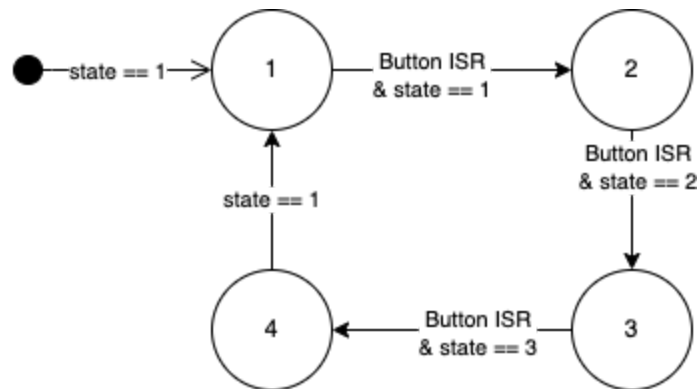 state == 1
1
Button ISR
& state == 1
2
Button ISR
& state == 2
state == 1
4
Button ISR
& state == 3
3